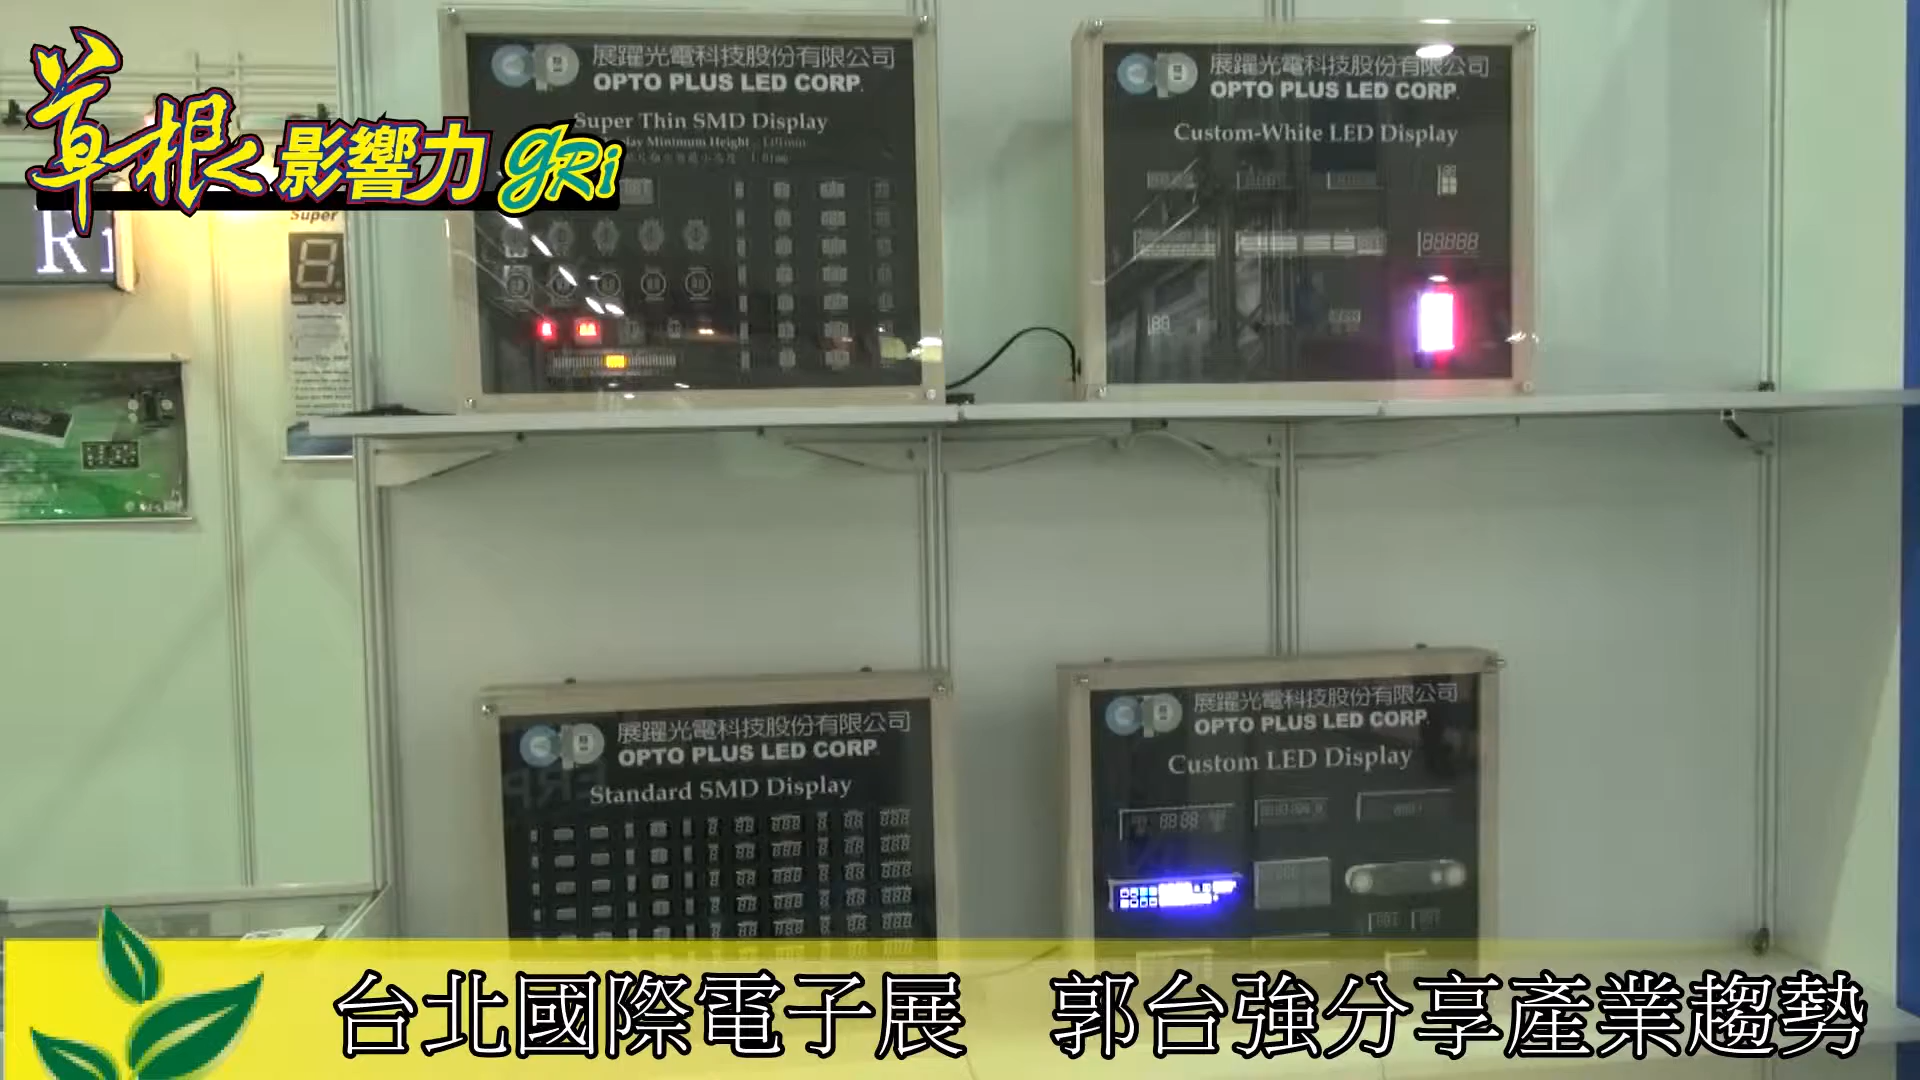 草根影響力 gRi
Ri
Super
8.
展躍光電科技股份有限公司
OPTO PLUS LED CORP.
Super Thin SMD Display
Minimum Height
展躍光電科技股份有限公司
OPTO PLUS LED CORP.
Custom-White LED Display
88888
展躍光電科技股份有限公司
OPTO PLUS LED CORP.
Standard SMD Display
展躍光電科技股份有限公司
OPTO PLUS LED CORP.
Custom LED Display
台北國際電子展 郭台強分享產業趨勢